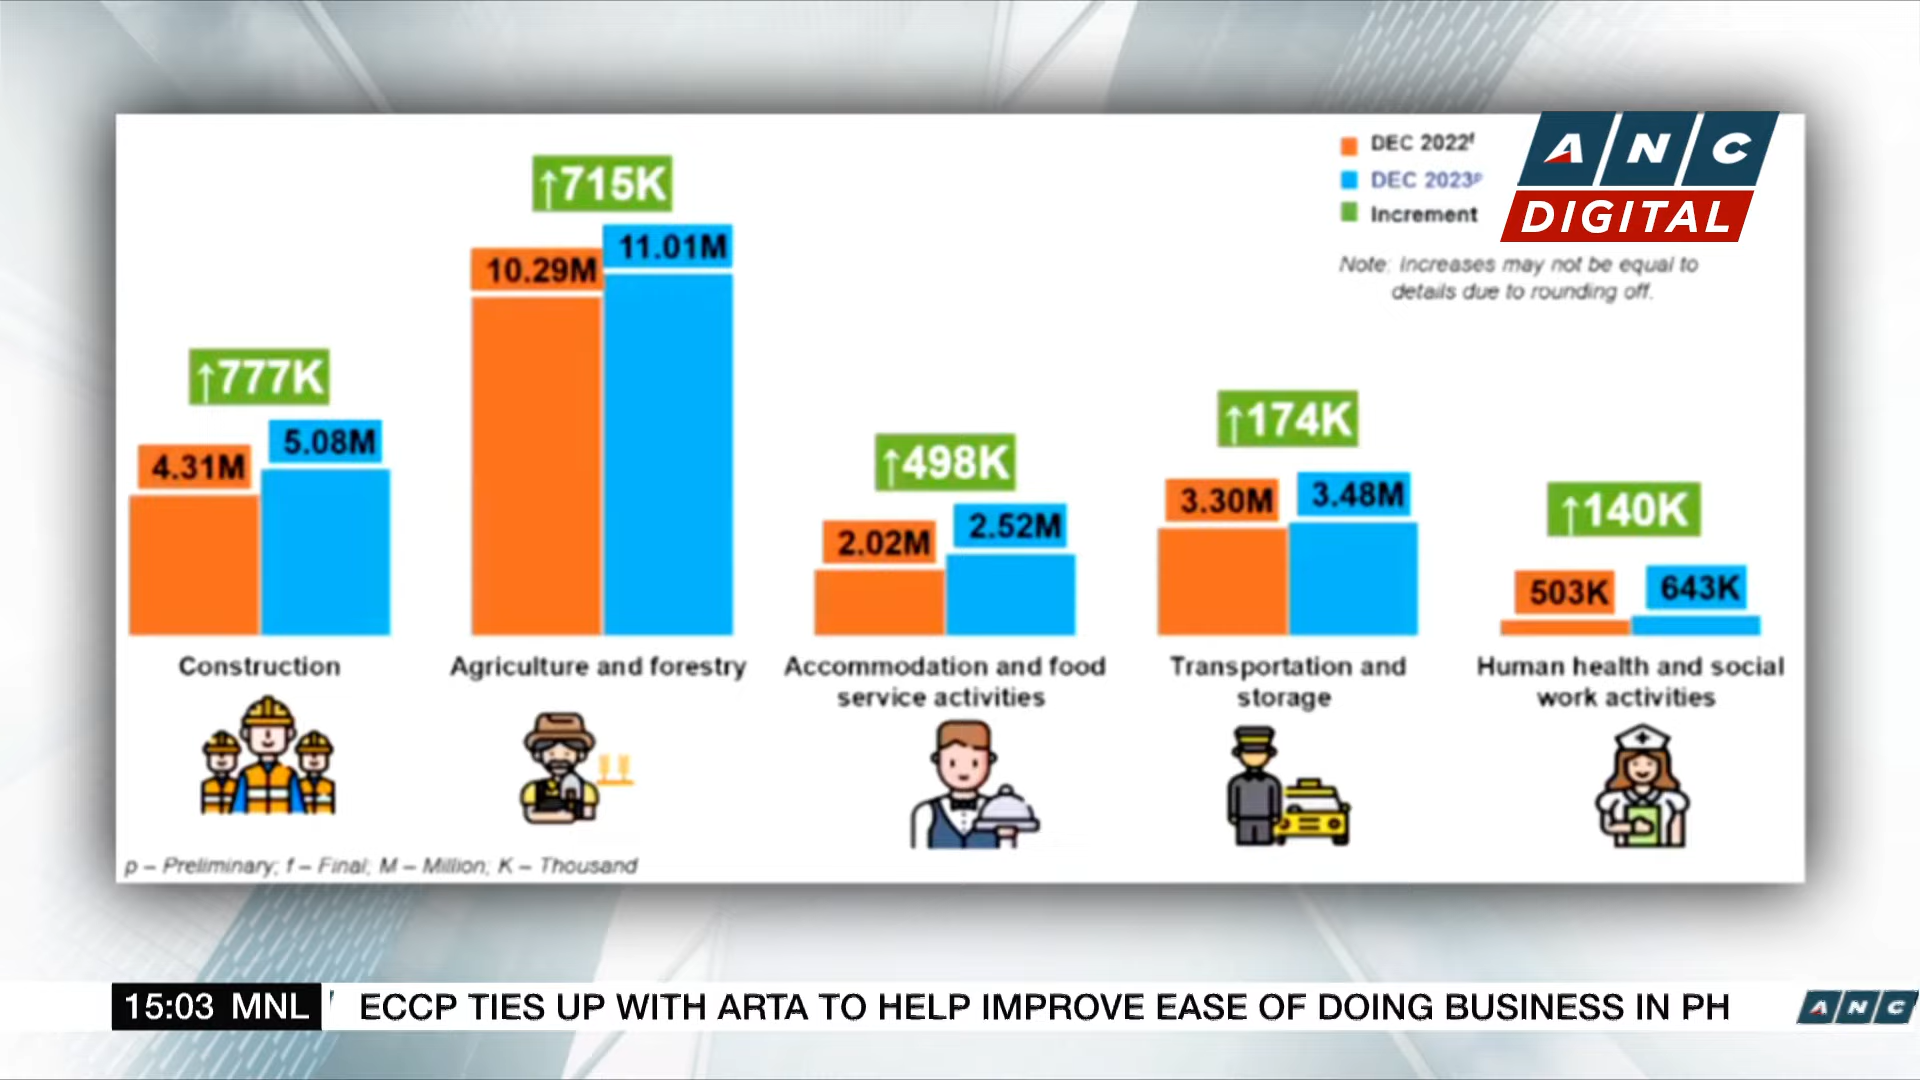 ANC
DIGITAL
DEC 2022f
DEC 2023p
Increment
Note: Increases may not be equal to
details due to rounding off.
↑777K
4.31M
5.08M
Construction
↑715K
10.29M
11.01M
Agriculture and forestry
↑498K
2.02M
2.52M
Accommodation and food
service activities
↑174K
3.30M
3.48M
Transportation and
storage
↑140K
503K
643K
Human health and social
work activities
p – Preliminary; f – Final; M – Million; K – Thousand
15:03 MNL
ECCP TIES UP WITH ARTA TO HELP IMPROVE EASE OF DOING BUSINESS IN PH
ANC